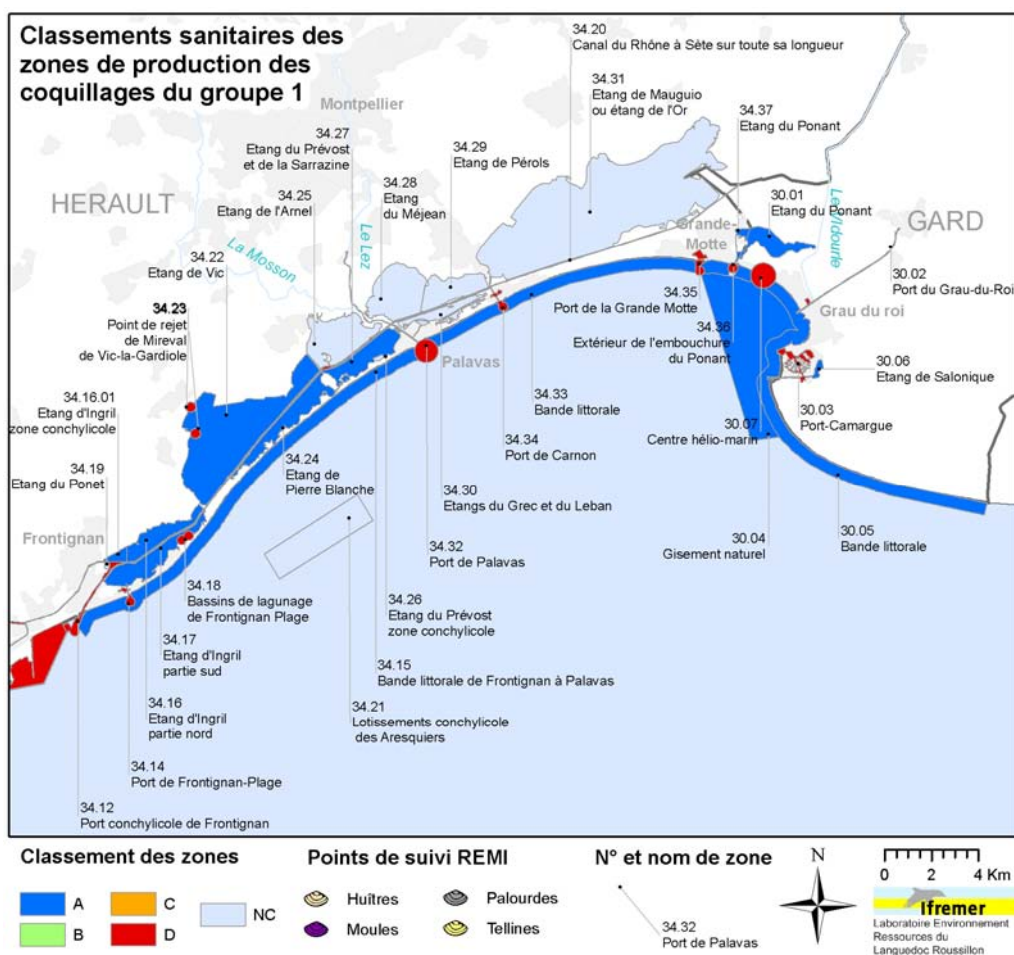 Classements sanitaires des
zones de production des
coquillages du groupe 1
34.20
Canal du Rhône à Sète sur toute sa longueur
34.31
Etang de Mauguio
ou étang de l'Or
Montpellier
34.27
Etang du Prévost
et de la Sarrazine
34.37
Etang du Ponant
34.29
Etang de Pérols
34.28
Etang
du Méjean
34.25
Etang de l'Arnel
30.01
Etang du Ponant
HERAULT
GARD
Le Vidourle
Grande-
Motte
Le Lez
La Mosson
34.22
Etang de Vic
30.02
Port du Grau-du-Roi
34.35
Port de la Grande Motte
Grau du roi
34.23
Point de rejet
de Mireval
de Vic-la-Gardiole
34.36
Extérieur de l'embouchure
du Ponant
Palavas
30.06
Etang de Salonique
34.16.01
Etang d'Ingril
zone conchylicole
34.33
Bande littorale
30.03
Port-Camargue
30.07
Centre hélio-marin
34.34
Port de Carnon
34.19
Etang du Ponet
34.24
Etang de
Pierre Blanche
34.30
Etangs du Grec et du Leban
Frontignan
30.04
Gisement naturel
30.05
Bande littorale
34.32
Port de Palavas
34.18
Bassins de lagunage
de Frontignan Plage
34.26
Etang du Prévost
zone conchylicole
34.17
Etang d'Ingril
partie sud
34.15
Bande littorale de Frontignan à Palavas
34.16
Etang d'Ingril
partie nord
34.21
Lotissements conchylicole
des Aresquiers
34.14
Port de Frontignan-Plage
34.12
Port conchylicole de Frontignan
Classement des zones
A
B
C
D
NC
Points de suivi REMI
Huîtres
Moules
Palourdes
Tellines
N° et nom de zone
34.32
Port de Palavas
N
0 2 4 Km
Ifremer
Laboratoire Environnement
Ressources du
Languedoc Roussillon